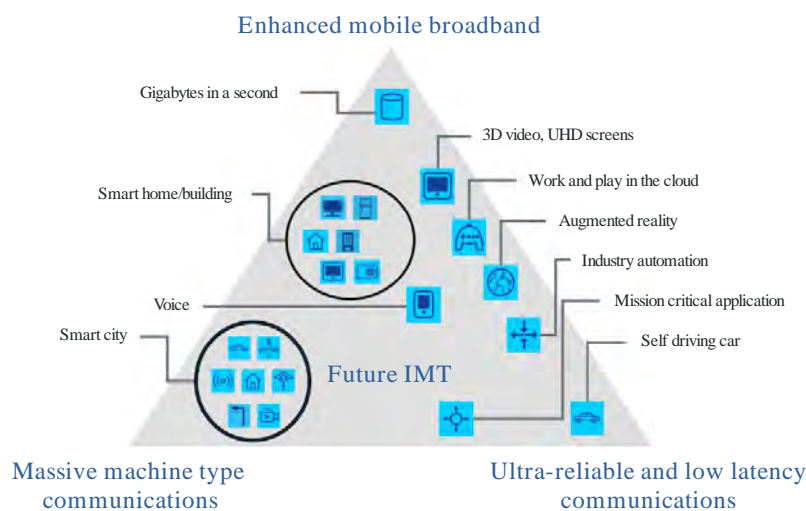 Enhanced mobile broadband
Gigabytes in a second
3D video, UHD screens
Work and play in the cloud
Smart home/building
Augmented reality
Industry automation
Voice
Mission critical application
Smart city
Self driving car
Future IMT
Massive machine type
communications
Ultra-reliable and low latency
communications